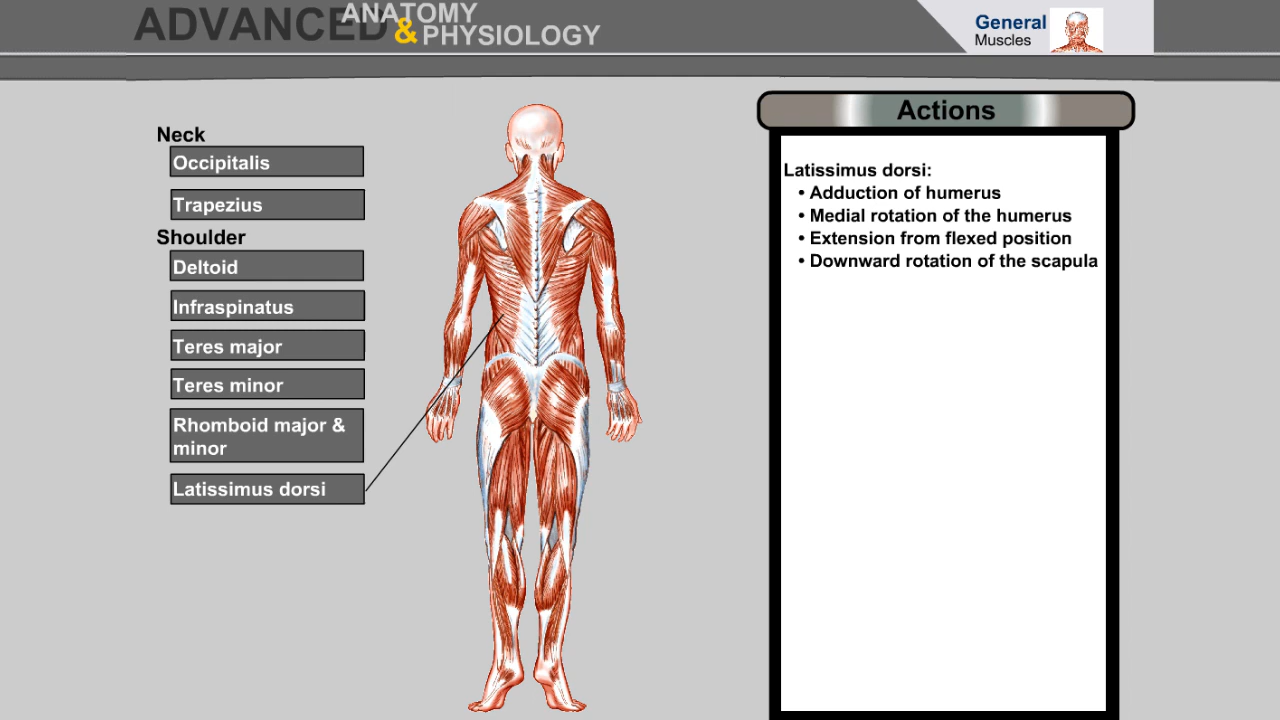 ADVANCED ANATOMY
& PHYSIOLOGY
General
Muscles
Neck
Occipitalis
Trapezius
Shoulder
Deltoid
Infraspinatus
Teres major
Teres minor
Rhomboid major &
minor
Latissimus dorsi
Actions
Latissimus dorsi:
• Adduction of humerus
• Medial rotation of the humerus
• Extension from flexed position
• Downward rotation of the scapula